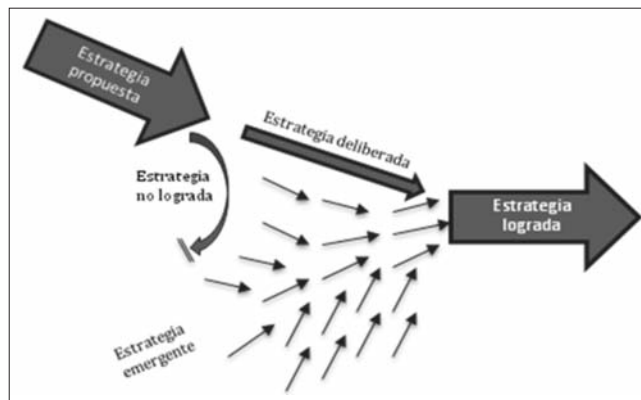 Estrategia
propuesta
Estrategia deliberada
Estrategia
no lograda
Estrategia
lograda
Estrategia
emergente